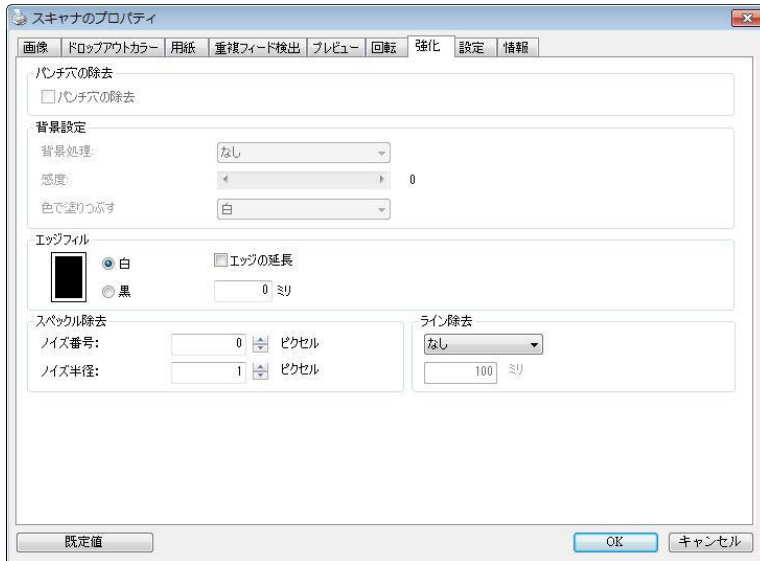 スキャナのプロパティ
画像 ドロップアウトカラー 用紙 重複フィード検出 プレビュー 回転 強化 設定 情報
パンチ穴の除去
パンチ穴の除去
背景設定
背景処理: なし
感度: 0
色で塗りつぶす 白
エッジフィル
白 エッジの延長
黒 0 ミリ
スペックル除去 ライン除去
ノイズ番号: 0 ピクセル なし
ノイズ半径: 1 ピクセル 100 ミリ
既定値 OK キャンセル